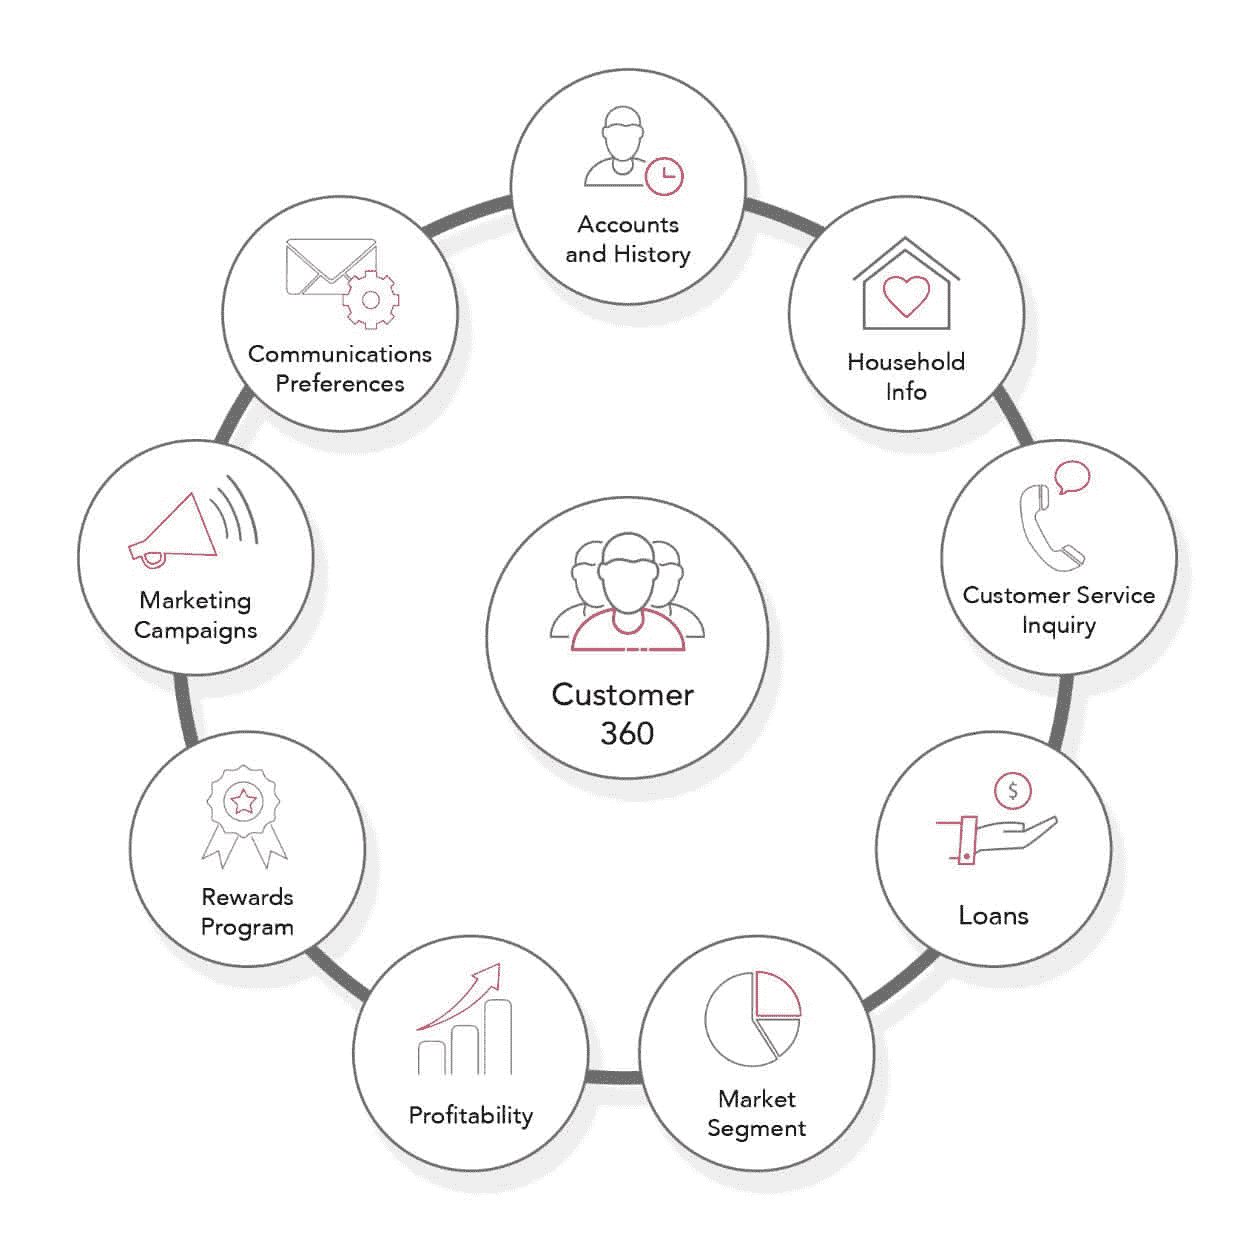 Accounts
and History
Household
Info
Customer Service
Inquiry
$
Loans
Market
Segment
Profitability
Rewards
Program
Marketing
Campaigns
Communications
Preferences
Customer
360